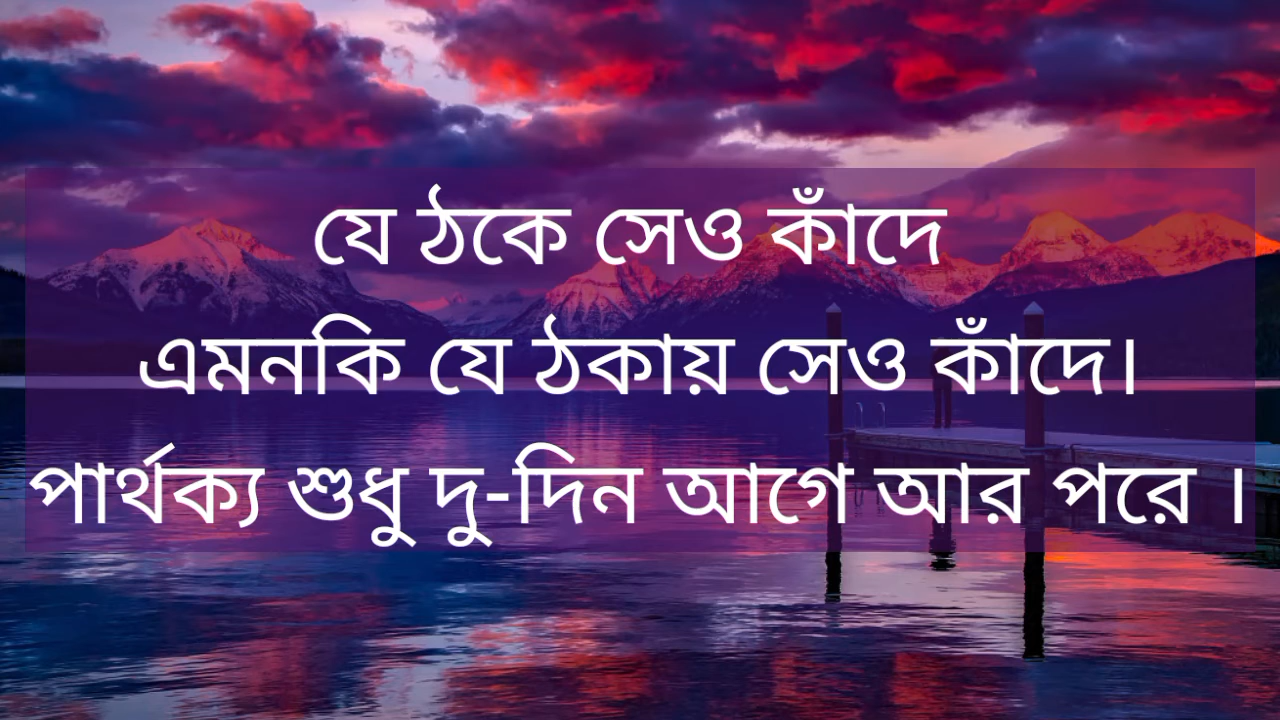 যে ঠকে সেও কাঁদে
এমনকি যে ঠকায় সেও কাঁদে।
পার্থক্য শুধু দু-দিন আগে আর পরে ।